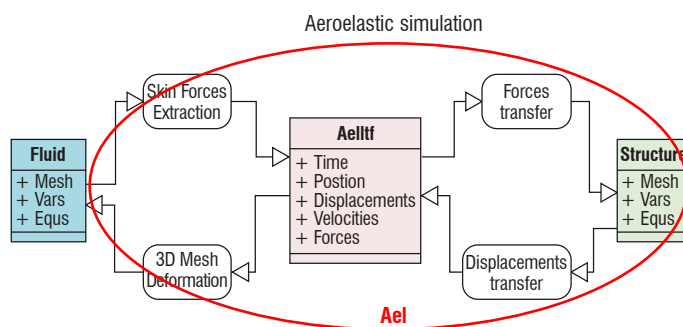 Aeroelastic simulation
Skin Forces
Extraction
Forces
transfer
Fluid
+ Mesh
+ Vars
+ Equs
AelItf
+ Time
+ Postion
+ Displacements
+ Velocities
+ Forces
Structure
+ Mesh
+ Vars
+ Equs
3D Mesh
Deformation
Displacements
transfer
Ael